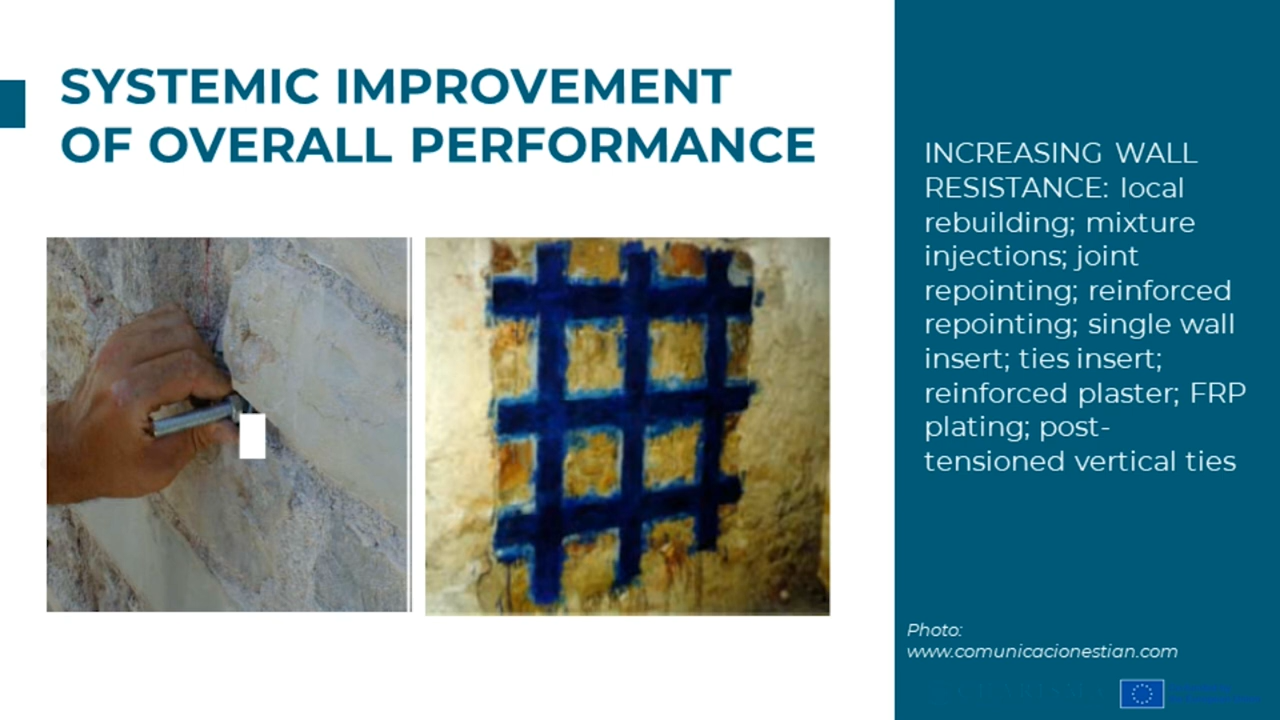 SYSTEMIC IMPROVEMENT
OF OVERALL PERFORMANCE
INCREASING WALL
RESISTANCE: local
rebuilding; mixture
injections; joint
repointing; reinforced
repointing; single wall
insert; ties insert;
reinforced plaster; FRP
plating; post-
tensioned vertical ties
Photo:
www.comunicacionestian.com